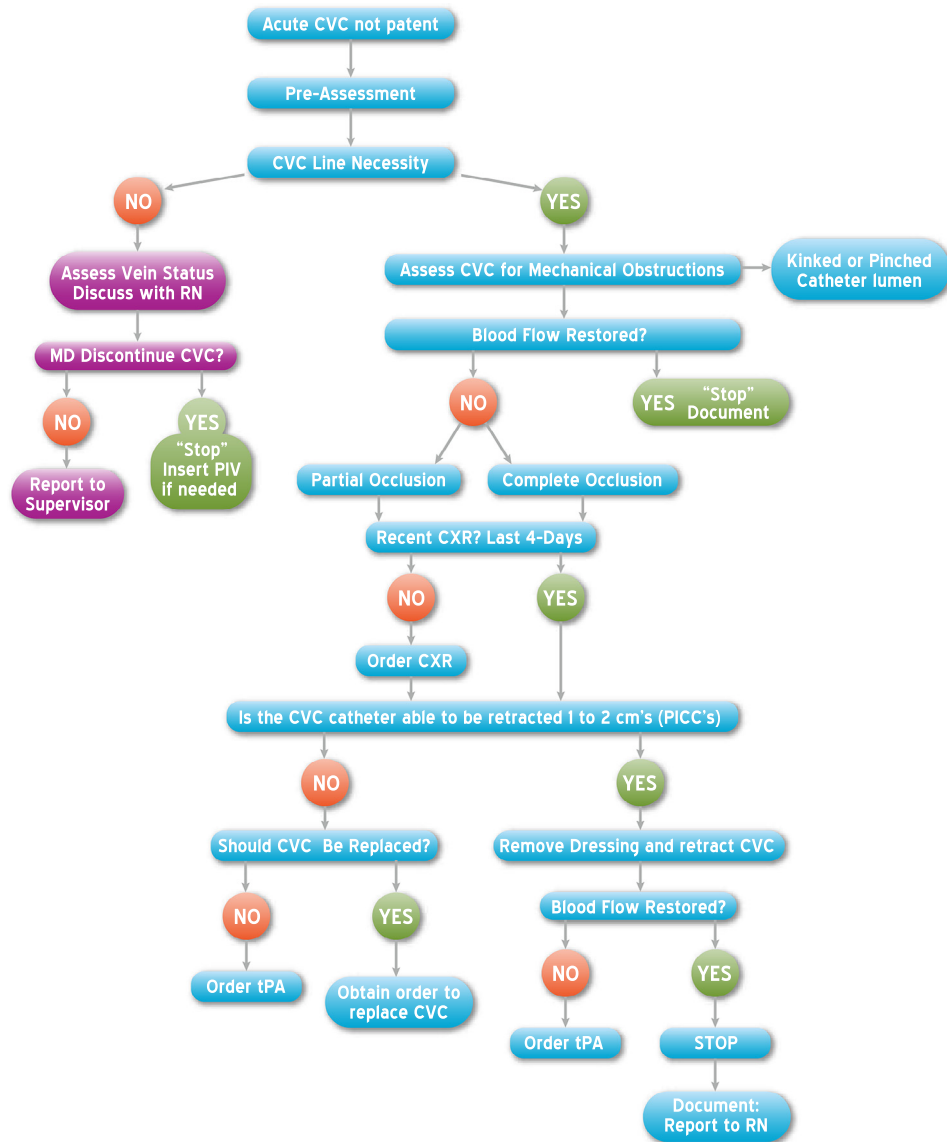 Acute CVC not patent
Pre-Assessment
CVC Line Necessity
NO
YES
Assess Vein Status
Discuss with RN
Assess CVC for Mechanical Obstructions
Kinked or Pinched
Catheter lumen
MD Discontinue CVC?
Blood Flow Restored?
NO
YES
"Stop"
Insert PIV
if needed
NO
YES "Stop"
Document
Report to
Supervisor
Partial Occlusion
Complete Occlusion
Recent CXR? Last 4-Days
NO
YES
Order CXR
Is the CVC catheter able to be retracted 1 to 2 cm's (PICC's)
NO
YES
Should CVC Be Replaced?
Remove Dressing and retract CVC
NO
YES
Blood Flow Restored?
Order tPA
Obtain order to
replace CVC
NO
YES
Order tPA
STOP
Document:
Report to RN